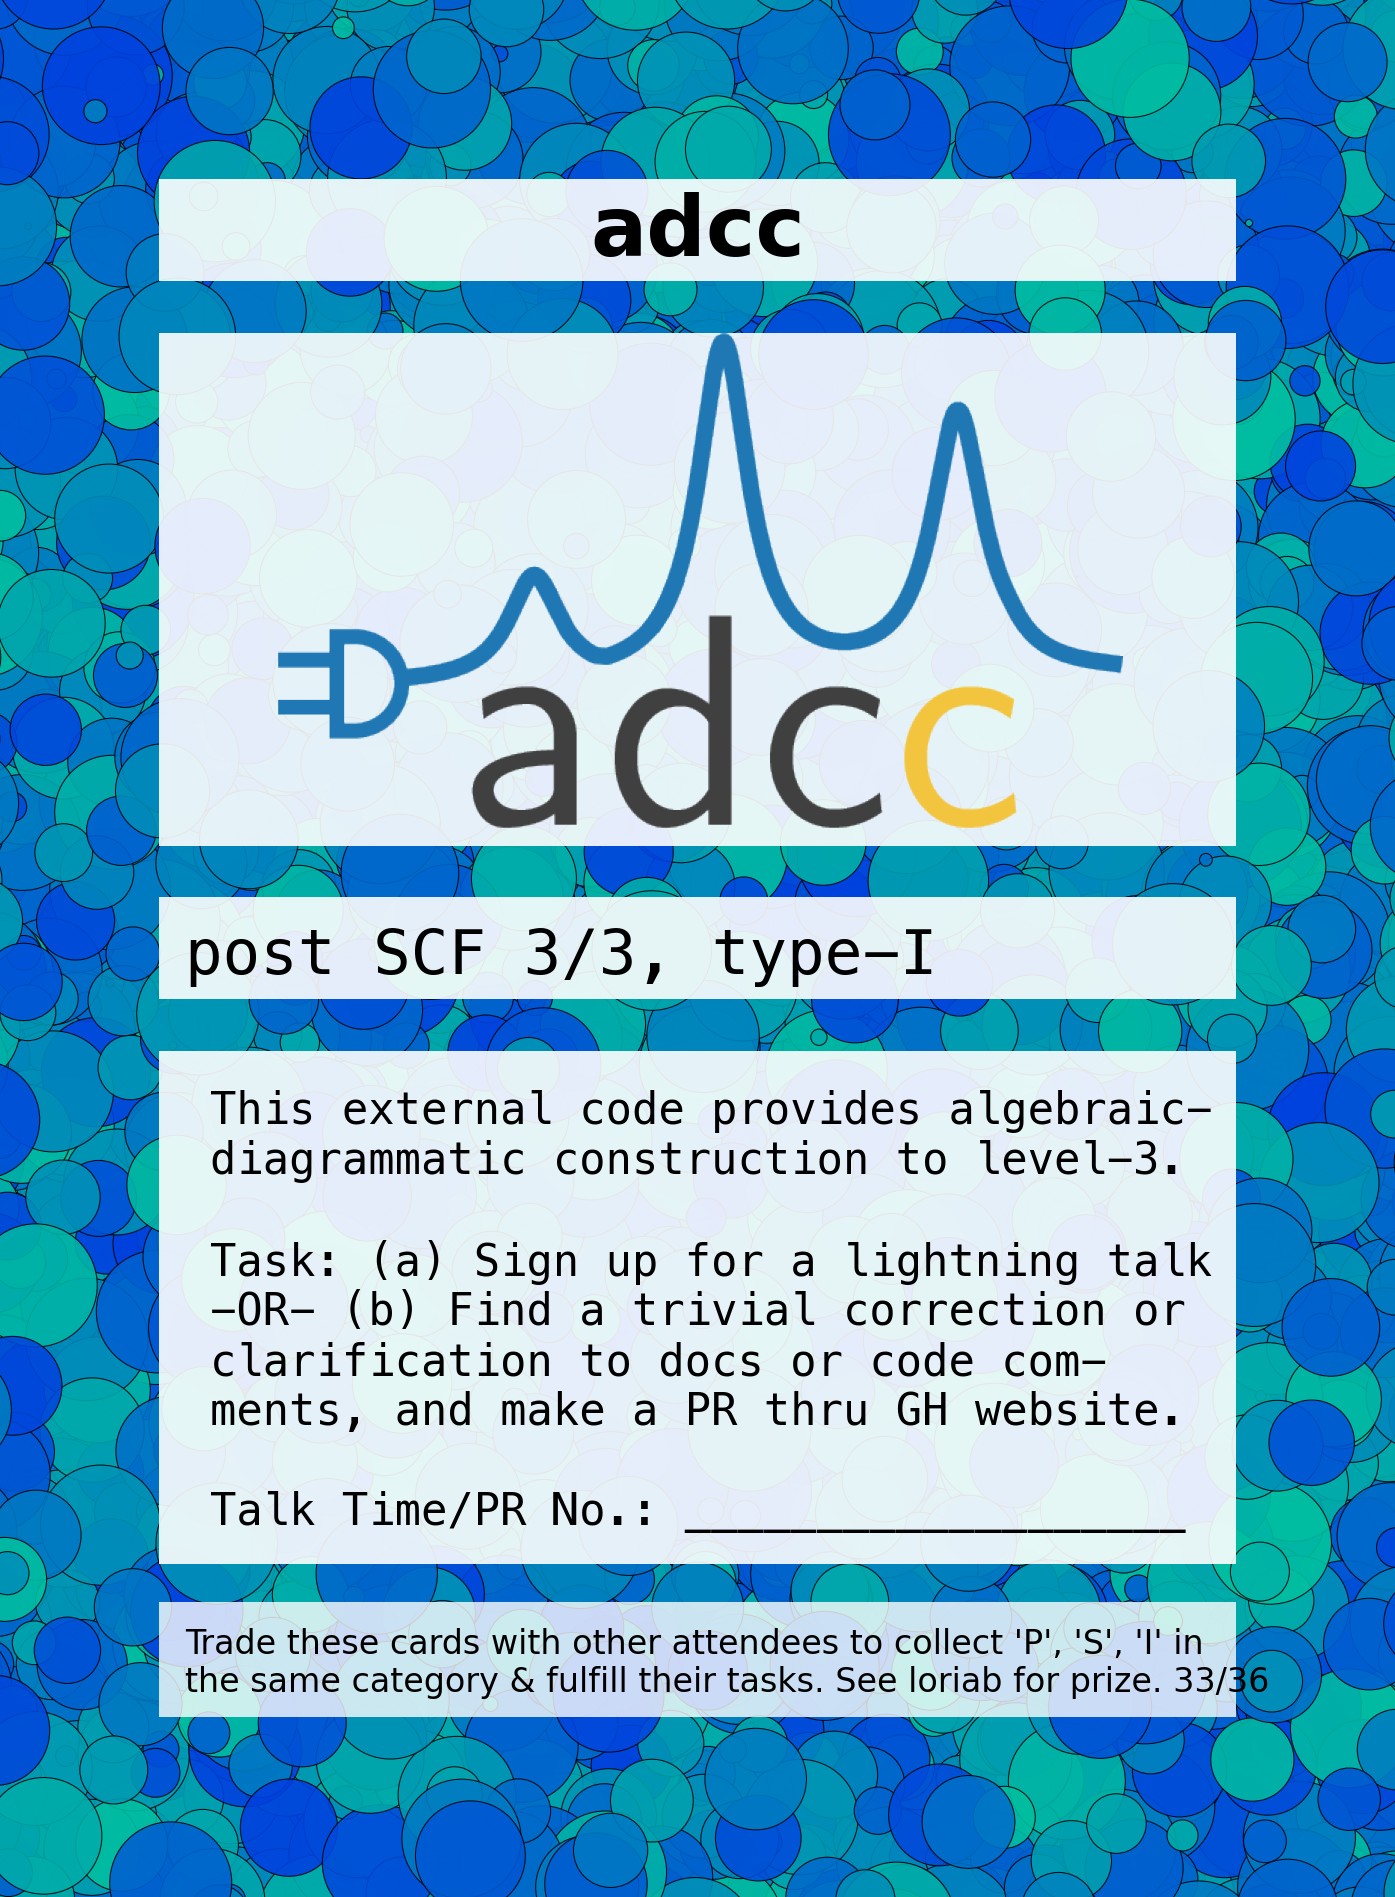 adcc
adcc
post SCF 3/3, type–I
This external code provides algebraic–
diagrammatic construction to level–3.
Task: (a) Sign up for a lightning talk
–OR– (b) Find a trivial correction or
clarification to docs or code com–
ments, and make a PR thru GH website.
Talk Time/PR No.: ___________________
Trade these cards with other attendees to collect 'P', 'S', 'I' in
the same category & fulfill their tasks. See loriab for prize. 33/36